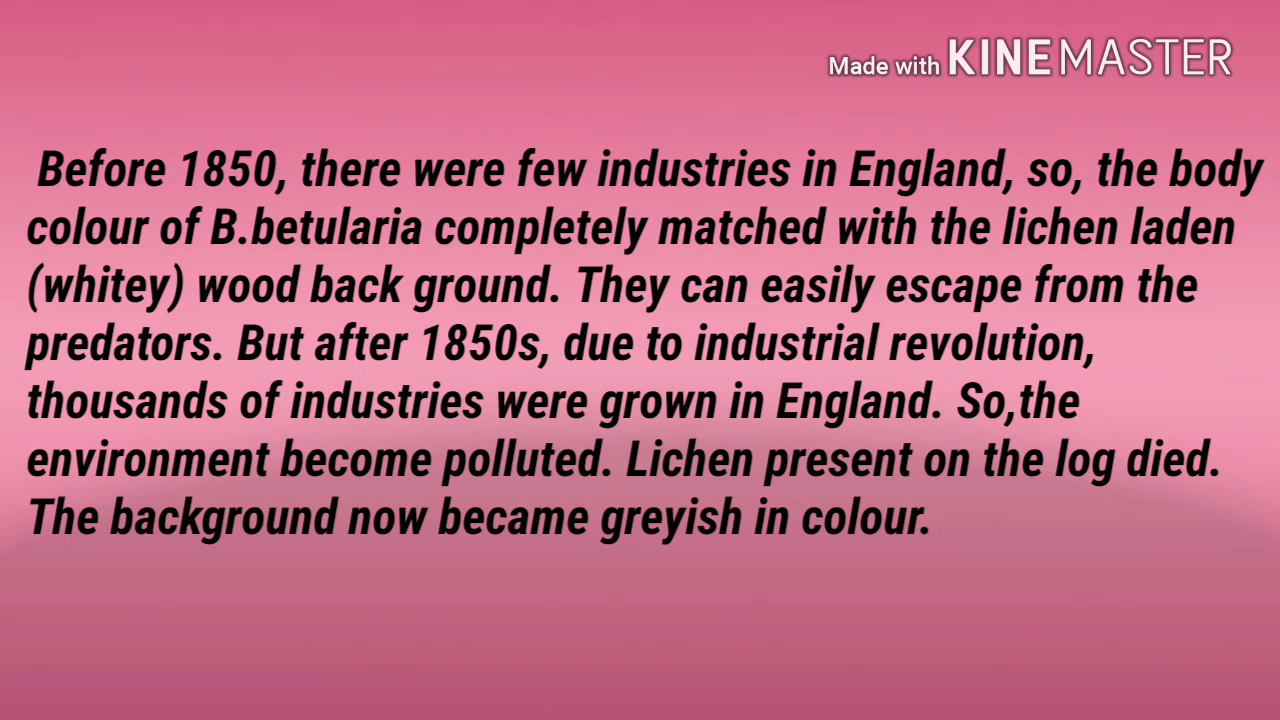 Made with KINEMASTER
Before 1850, there were few industries in England, so, the body
colour of B.betularia completely matched with the lichen laden
(whitey) wood back ground. They can easily escape from the
predators. But after 1850s, due to industrial revolution,
thousands of industries were grown in England. So,the
environment become polluted. Lichen present on the log died.
The background now became greyish in colour.